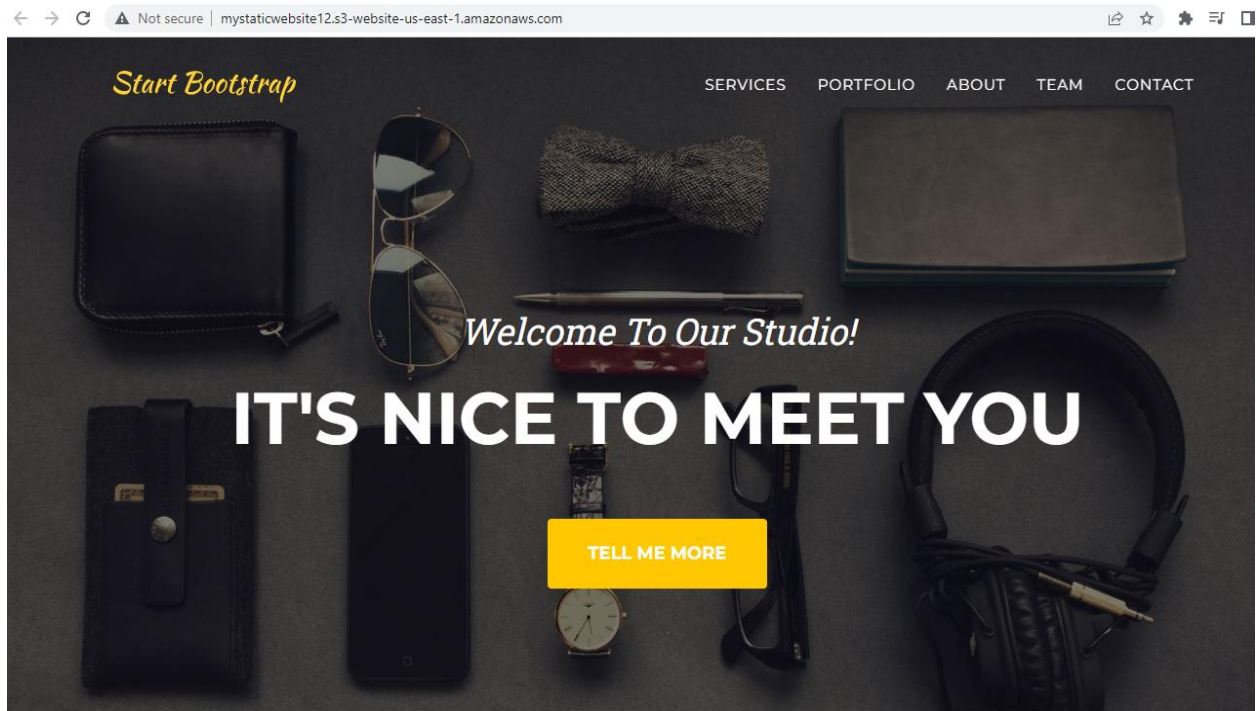 Not secure | mystaticwebsite12.s3-website-us-east-1.amazonaws.com
Start Bootstrap
SERVICES PORTFOLIO ABOUT TEAM CONTACT
Welcome To Our Studio!
IT'S NICE TO MEET YOU
TELL ME MORE